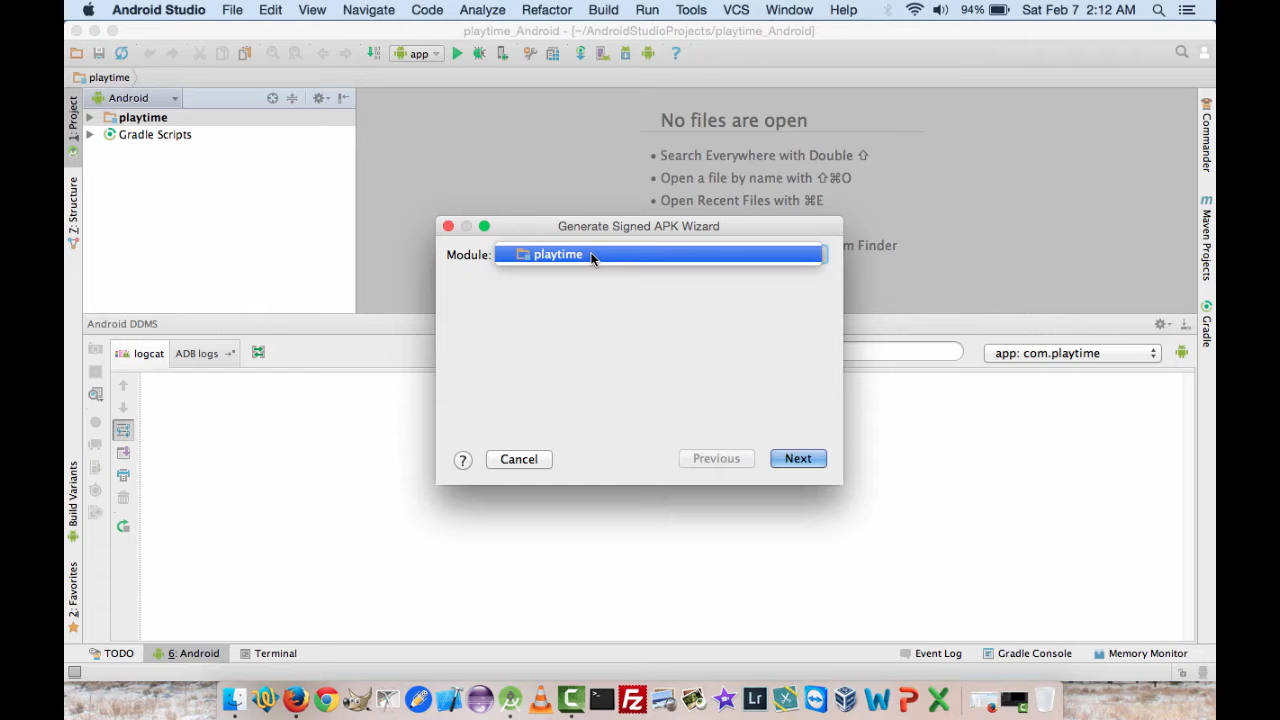 Android Studio File Edit View Navigate Code Analyze Refactor Build Run Tools VCS Window Help 94% Sat Feb 7 2:12 AM
playtime_Android - [~/AndroidStudioProjects/playtime_Android]
app
playtime
Android
playtime
Gradle Scripts
1: Project
Z: Structure
Build Variants
2: Favorites
No files are open
• Search Everywhere with Double ⇧
• Open a file by name with ⇧⌘O
• Open Recent Files with ⌘E
m Finder
Commander
Maven Projects
Gradle
Generate Signed APK Wizard
Module: playtime
? Cancel Previous Next
Android DDMS
logcat ADB logs
app: com.playtime
TODO 6: Android Terminal Event Log Gradle Console Memory Monitor
Fz Lr W P X